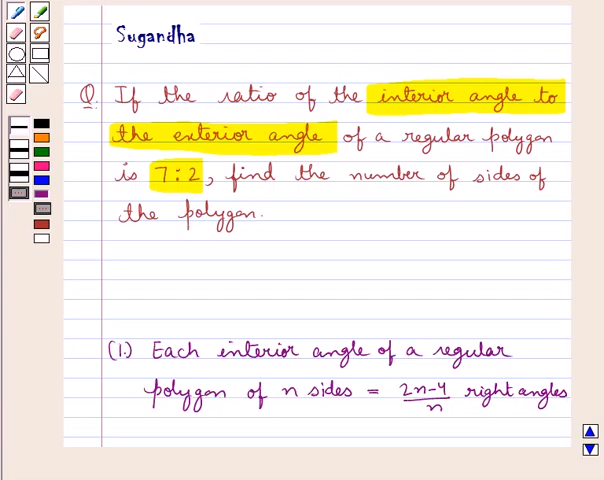 Sugandha
Q. If the ratio of the interior angle to
the exterior angle of a regular polygon
is 7:2, find the number of sides of
the polygon.
(1.) Each interior angle of a regular
polygon of n sides = \frac{2n-4}{n} right angles